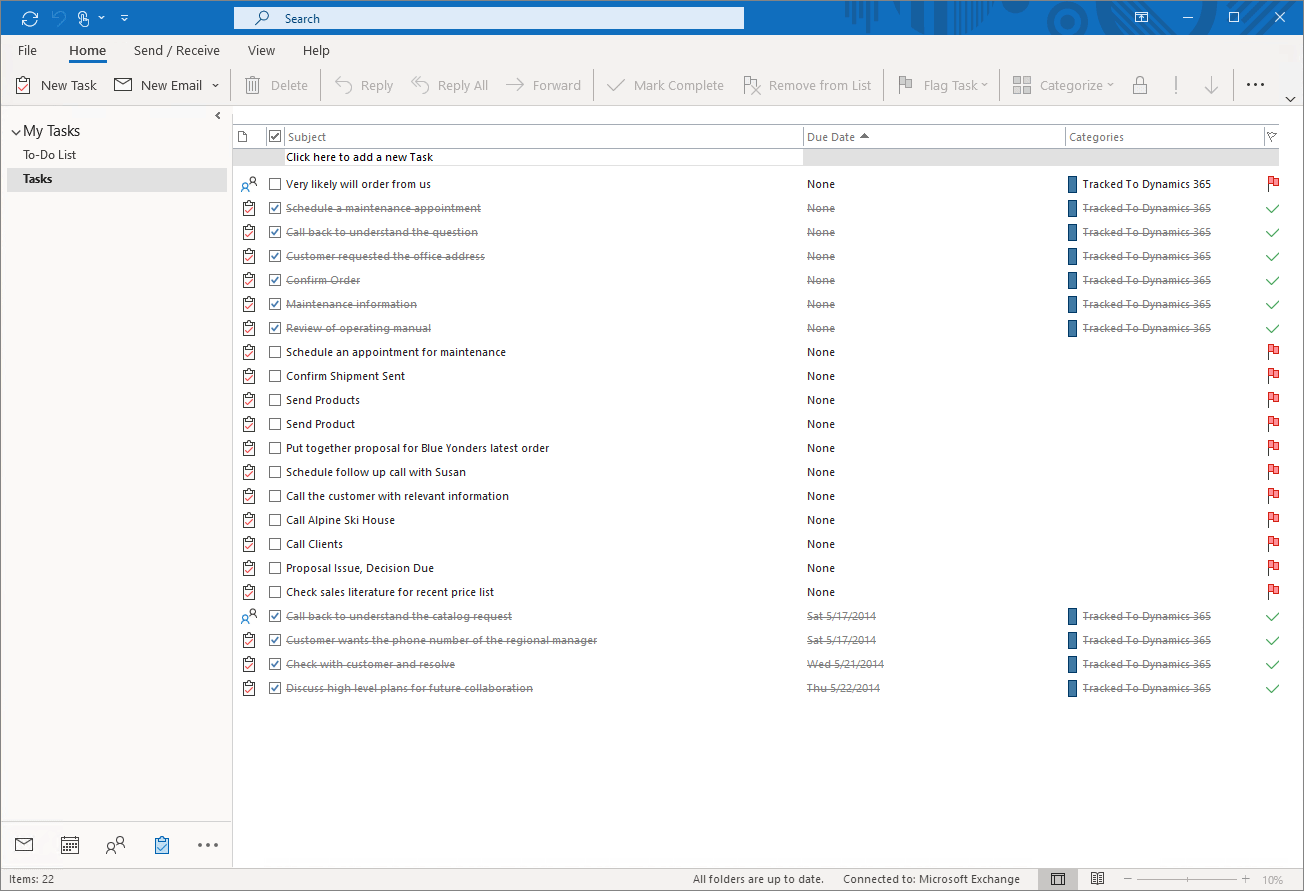 Search
File Home Send / Receive View Help
New Task New Email Delete Reply Reply All Forward Mark Complete Remove from List Flag Task Categorize
My Tasks
To-Do List
Tasks
Subject Due Date Categories
Click here to add a new Task
Very likely will order from us None Tracked To Dynamics 365
Schedule a maintenance appointment None Tracked To Dynamics 365
Call back to understand the question None Tracked To Dynamics 365
Customer requested the office address None Tracked To Dynamics 365
Confirm Order None Tracked To Dynamics 365
Maintenance information None Tracked To Dynamics 365
Review of operating manual None Tracked To Dynamics 365
Schedule an appointment for maintenance None
Confirm Shipment Sent None
Send Products None
Send Product None
Put together proposal for Blue Yonders latest order None
Schedule follow up call with Susan None
Call the customer with relevant information None
Call Alpine Ski House None
Call Clients None
Proposal Issue, Decision Due None
Check sales literature for recent price list None
Call back to understand the catalog request Sat 5/17/2014 Tracked To Dynamics 365
Customer wants the phone number of the regional manager Sat 5/17/2014 Tracked To Dynamics 365
Check with customer and resolve Wed 5/21/2014 Tracked To Dynamics 365
Discuss high level plans for future collaboration Thu 5/22/2014 Tracked To Dynamics 365
Items: 22 All folders are up to date. Connected to: Microsoft Exchange 10%